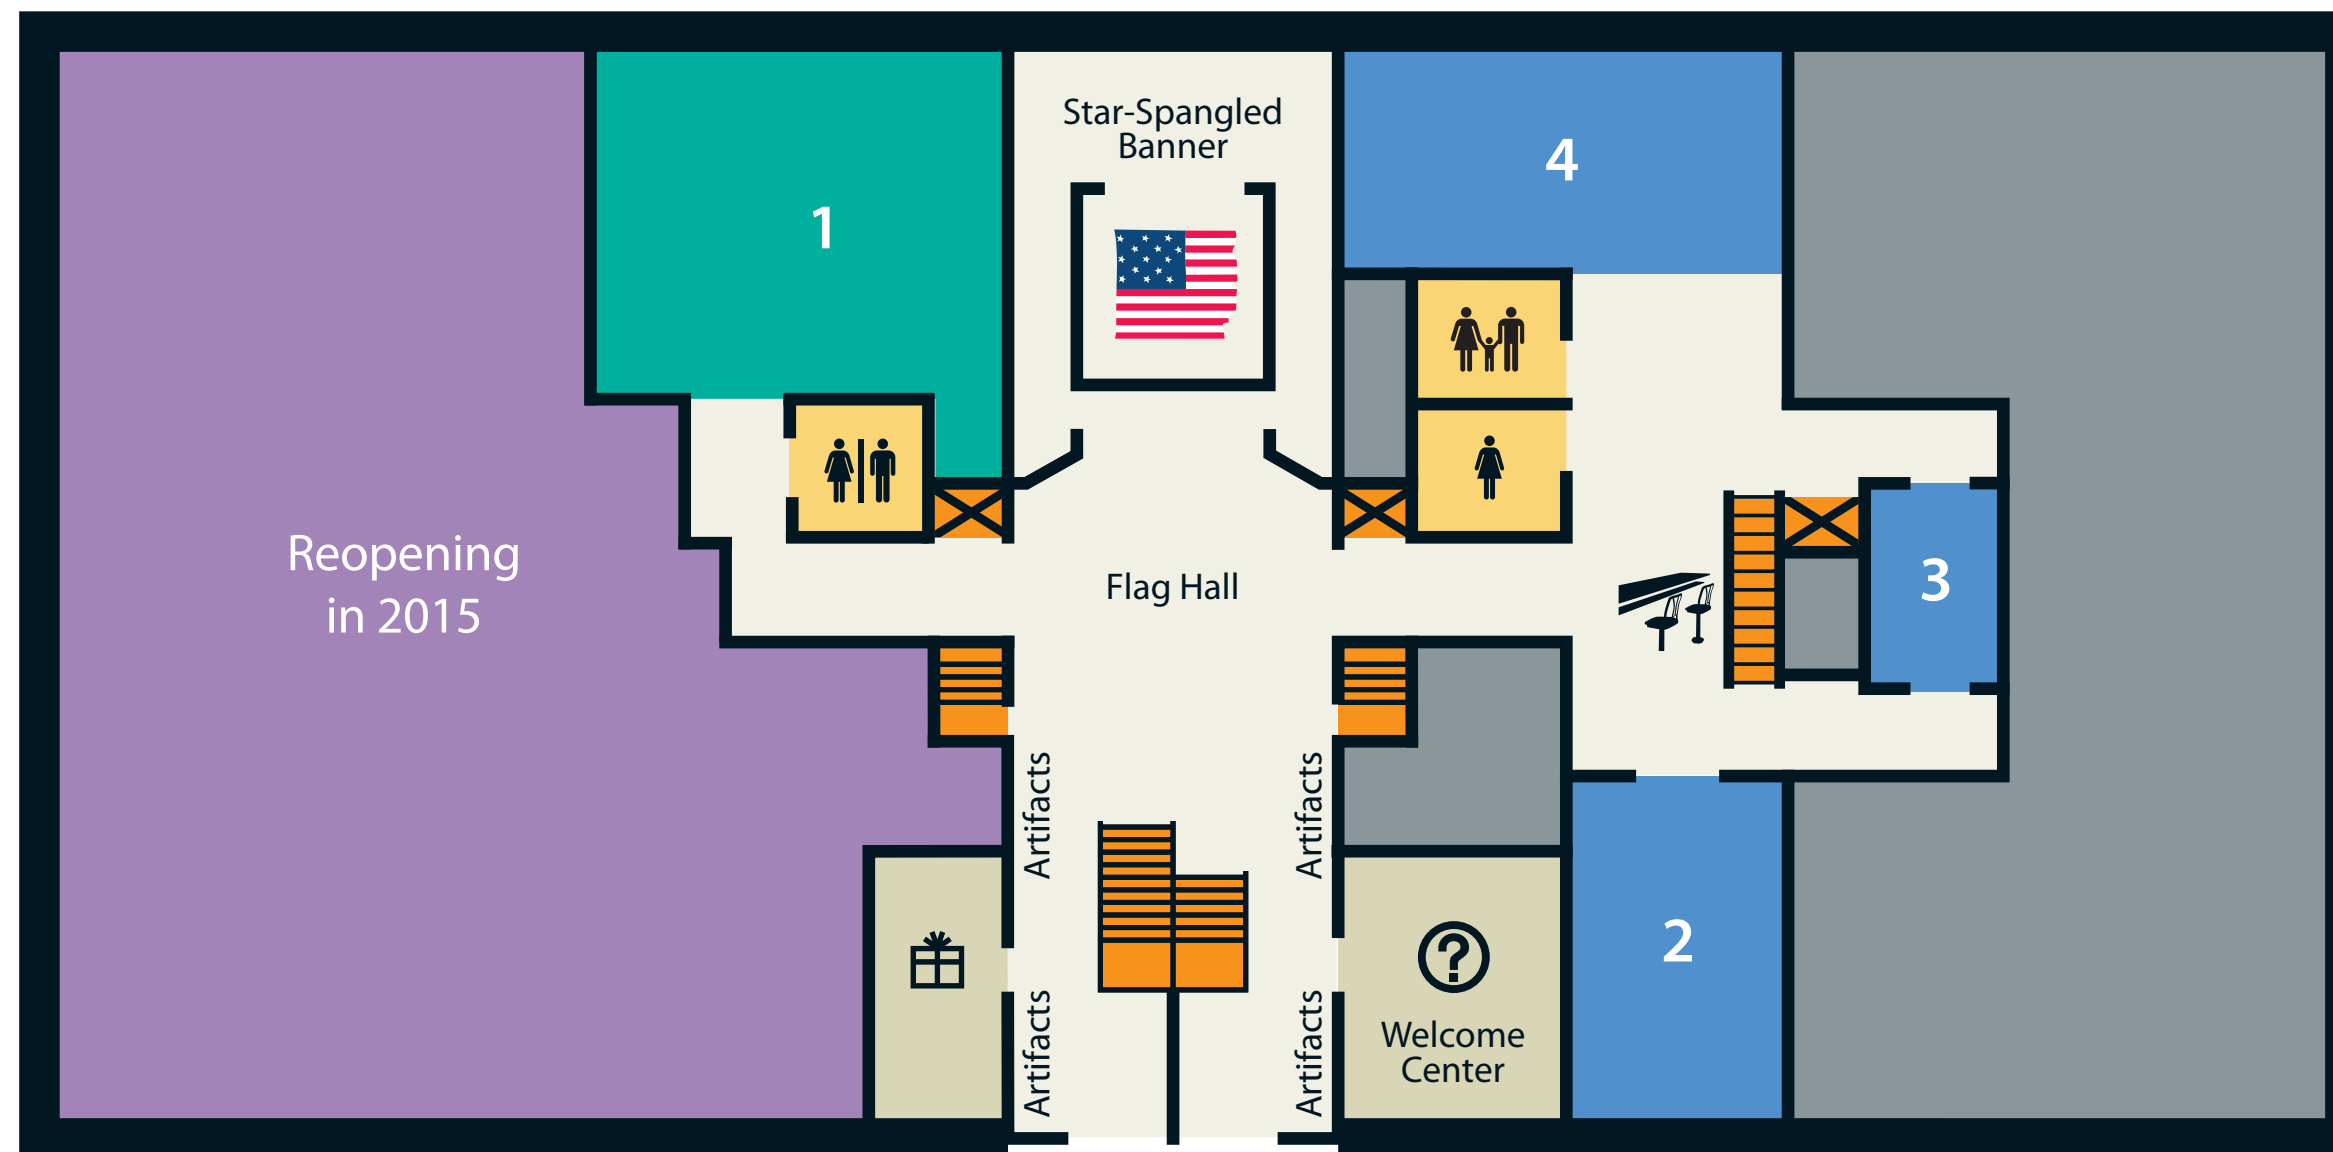 Star-Spangled
Banner
1
4
Reopening
in 2015
Flag Hall
3
Artifacts
Artifacts
2
Artifacts
Artifacts
?
Welcome
Center